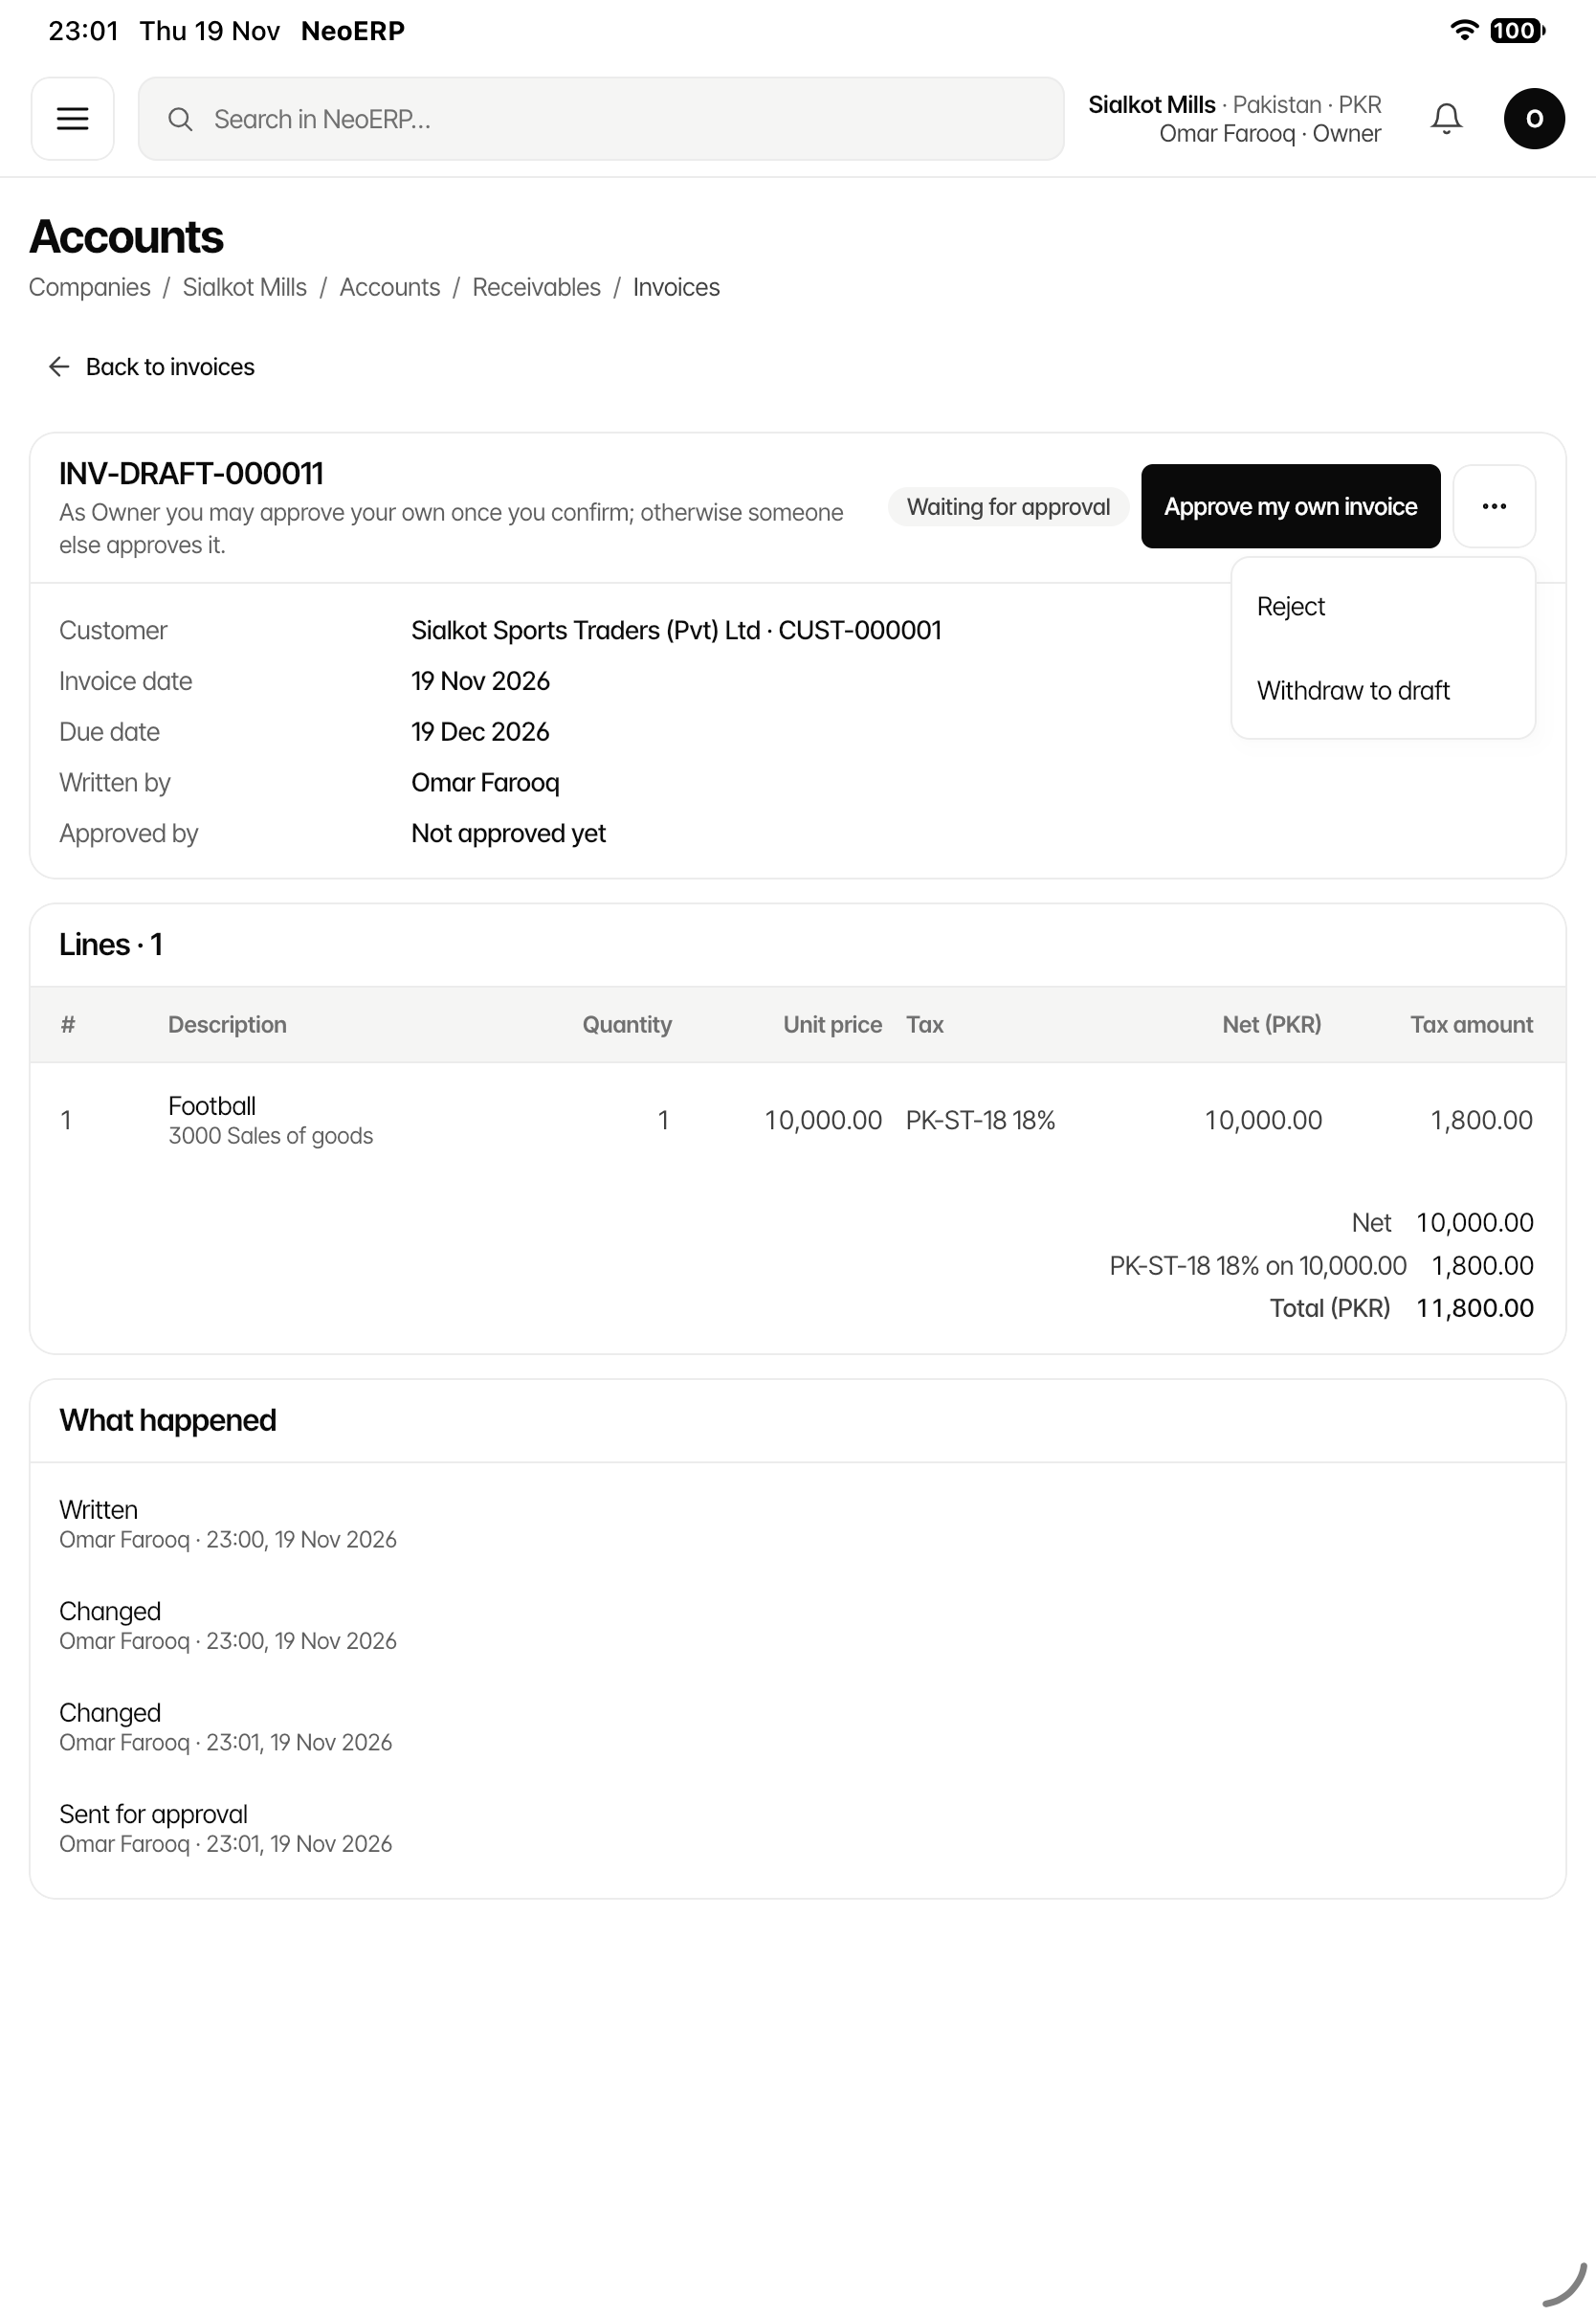 23:01 Thu 19 Nov NeoERP
100
Search in NeoERP...
Sialkot Mills · Pakistan · PKR
Omar Farooq · Owner
O
Accounts
Companies / Sialkot Mills / Accounts / Receivables / Invoices
Back to invoices
INV-DRAFT-000011
As Owner you may approve your own once you confirm; otherwise someone
else approves it.
Waiting for approval
Approve my own invoice
Reject
Withdraw to draft
Customer Sialkot Sports Traders (Pvt) Ltd · CUST-000001
Invoice date 19 Nov 2026
Due date 19 Dec 2026
Written by Omar Farooq
Approved by Not approved yet
Lines · 1
# Description Quantity Unit price Tax Net (PKR) Tax amount
1 Football 1 10,000.00 PK-ST-18 18% 10,000.00 1,800.00
3000 Sales of goods
Net 10,000.00
PK-ST-18 18% on 10,000.00 1,800.00
Total (PKR) 11,800.00
What happened
Written
Omar Farooq · 23:00, 19 Nov 2026
Changed
Omar Farooq · 23:00, 19 Nov 2026
Changed
Omar Farooq · 23:01, 19 Nov 2026
Sent for approval
Omar Farooq · 23:01, 19 Nov 2026